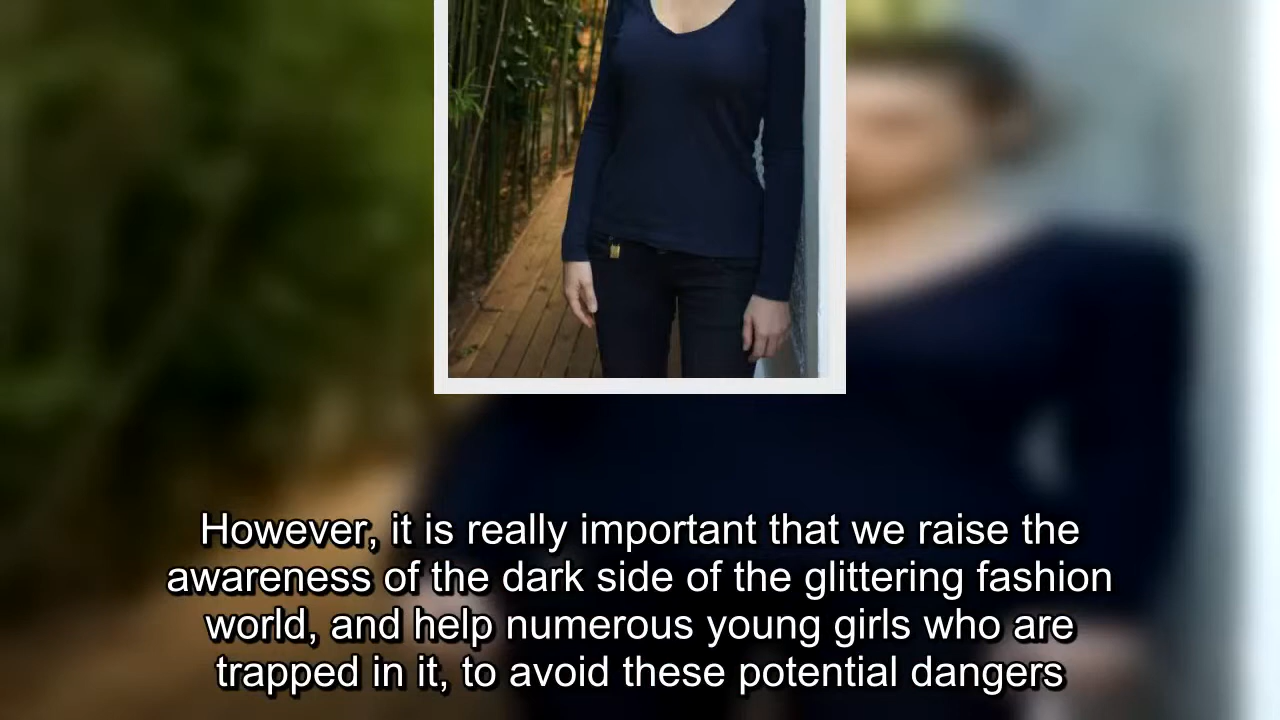 However, it is really important that we raise the
awareness of the dark side of the glittering fashion
world, and help numerous young girls who are
trapped in it, to avoid these potential dangers